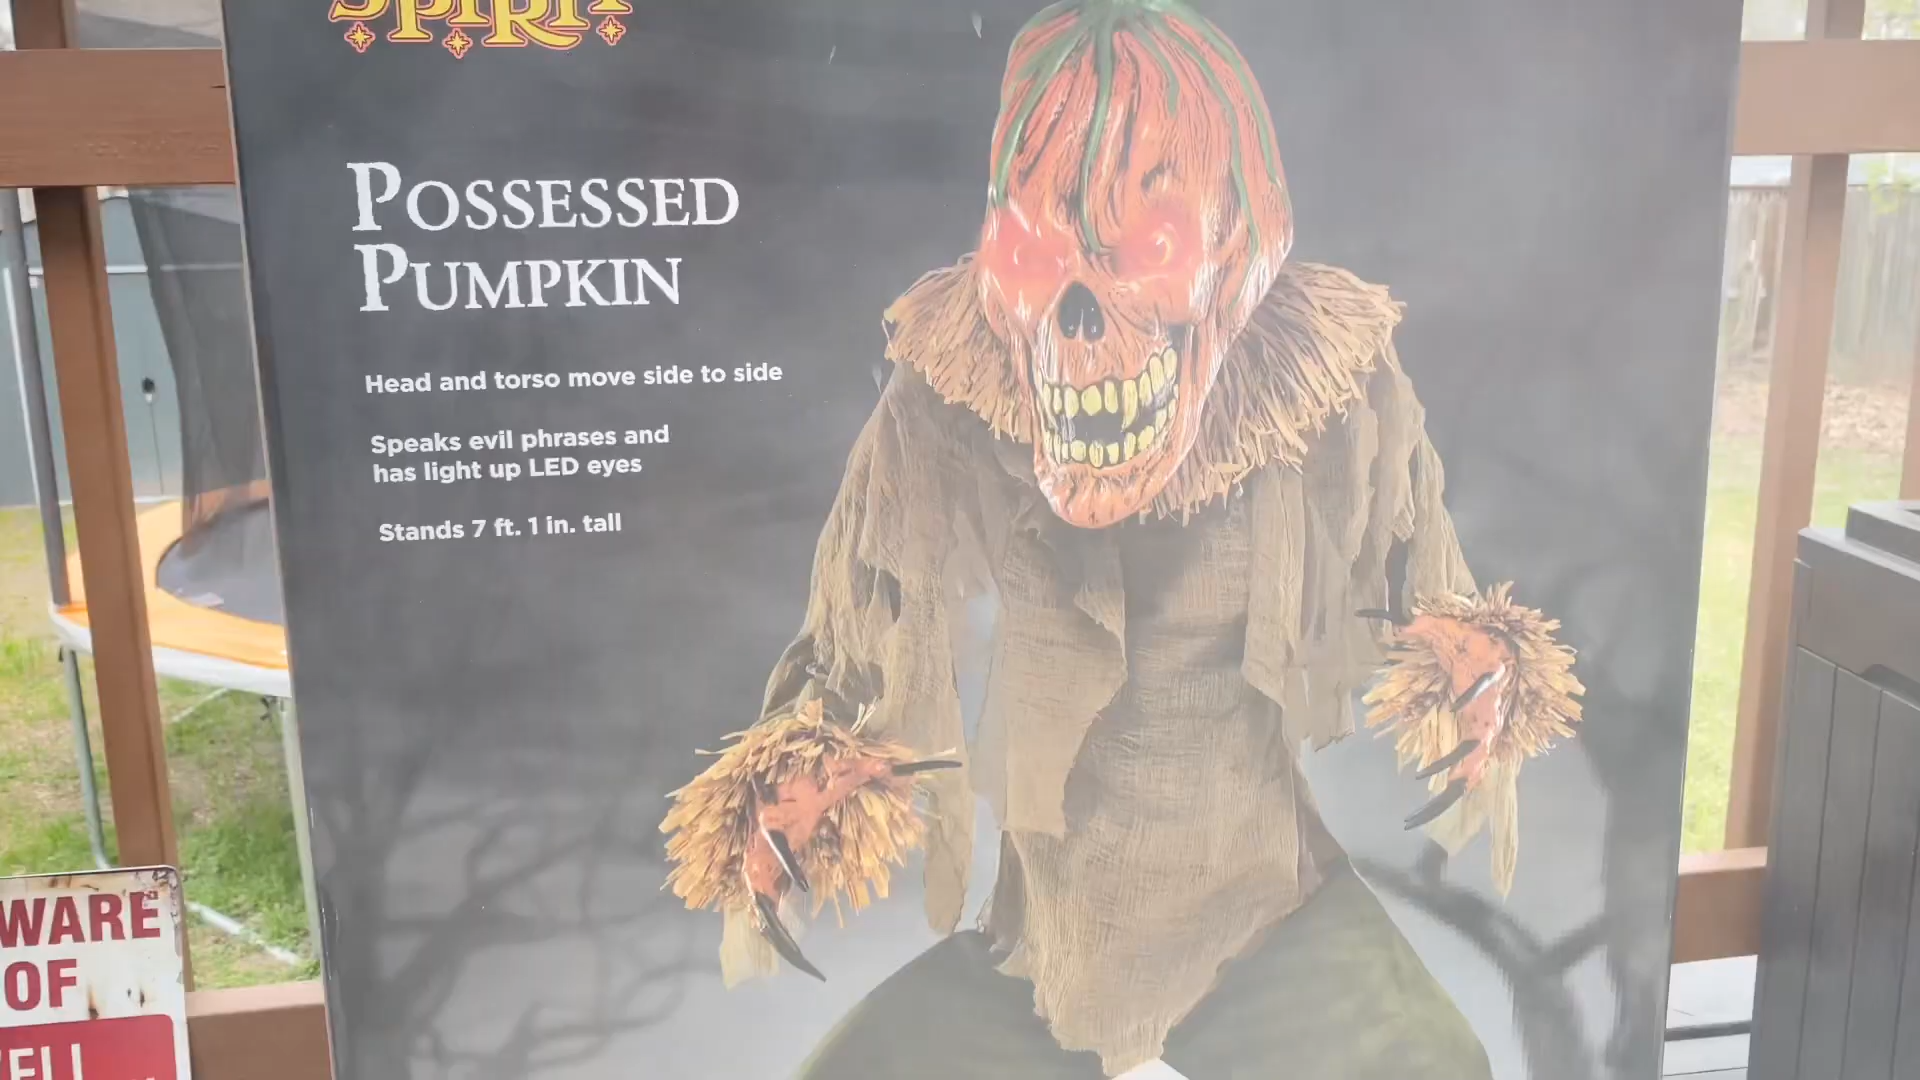 SPIRIT
POSSESSED
PUMPKIN
Head and torso move side to side
Speaks evil phrases and
has light up LED eyes
Stands 7 ft. 1 in. tall
WARE
OF